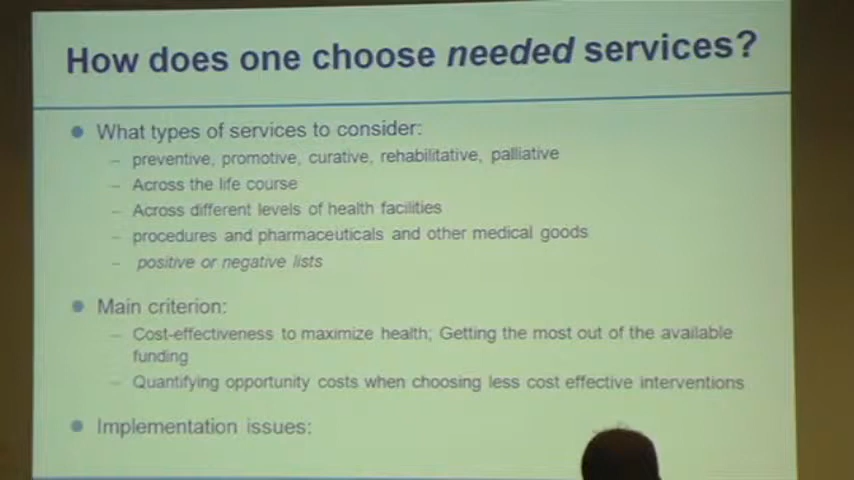 How does one choose needed services?
What types of services to consider:
– preventive, promotive, curative, rehabilitative, palliative
– Across the life course
– Across different levels of health facilities
– procedures and pharmaceuticals and other medical goods
– positive or negative lists
Main criterion:
– Cost-effectiveness to maximize health; Getting the most out of the available
funding
– Quantifying opportunity costs when choosing less cost effective interventions
Implementation issues: